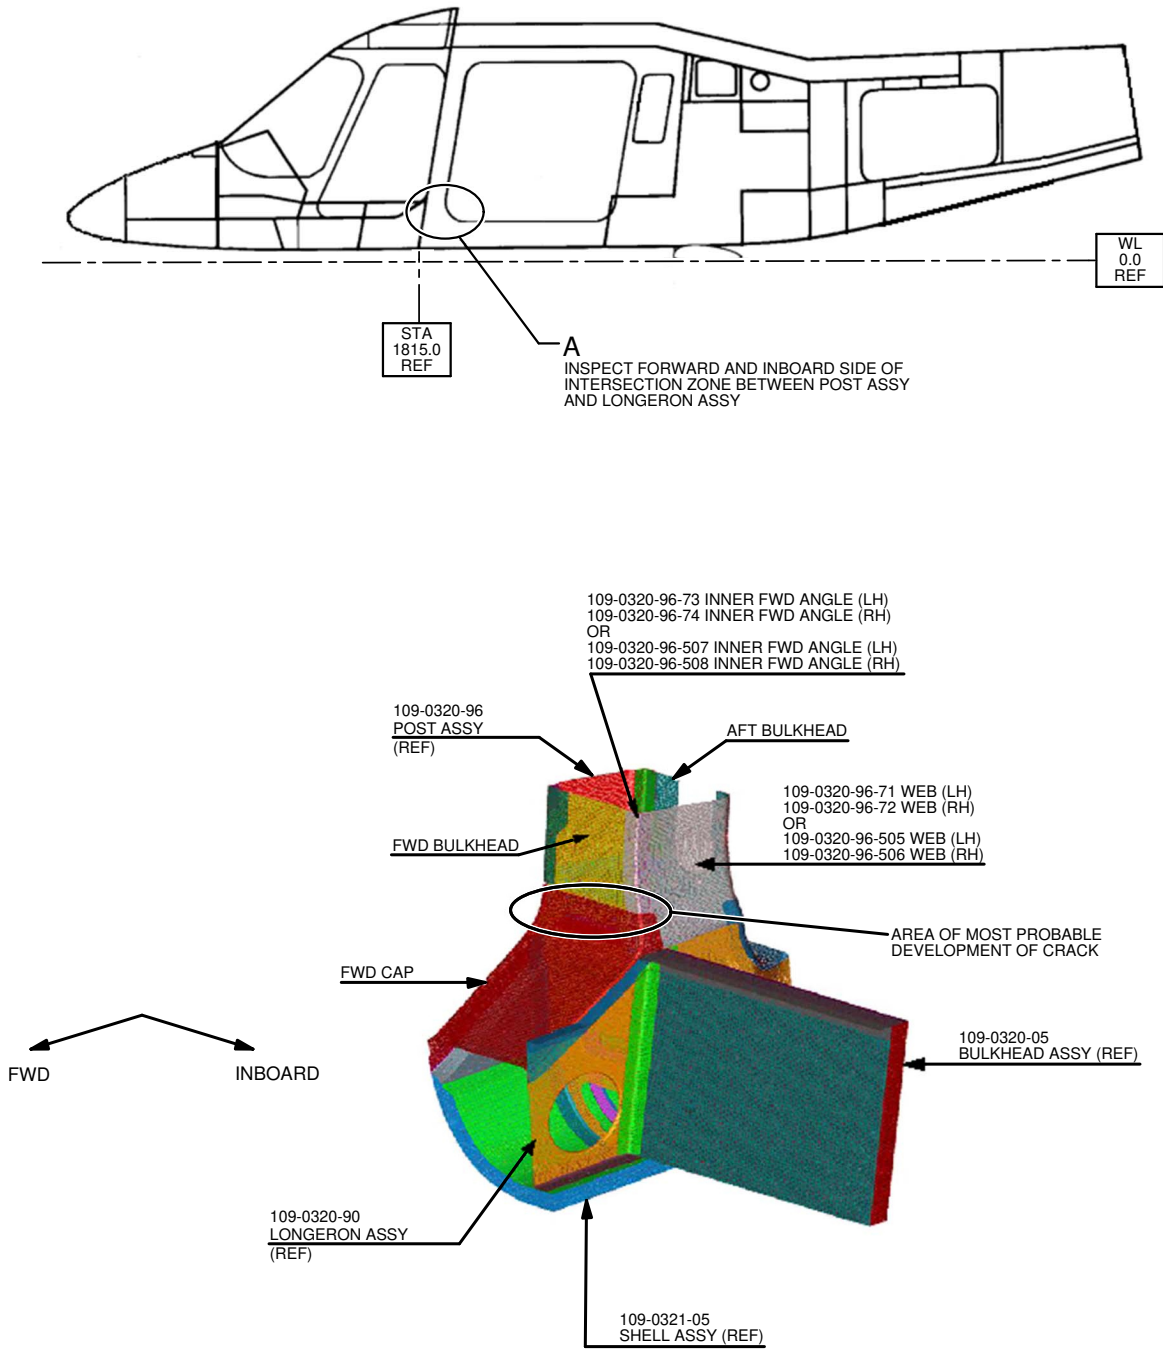 WL
0.0
REF
STA
1815.0
REF
A
INSPECT FORWARD AND INBOARD SIDE OF
INTERSECTION ZONE BETWEEN POST ASSY
AND LONGERON ASSY
109-0320-96-73 INNER FWD ANGLE (LH)
109-0320-96-74 INNER FWD ANGLE (RH)
OR
109-0320-96-507 INNER FWD ANGLE (LH)
109-0320-96-508 INNER FWD ANGLE (RH)
109-0320-96
POST ASSY
(REF)
AFT BULKHEAD
109-0320-96-71 WEB (LH)
109-0320-96-72 WEB (RH)
OR
109-0320-96-505 WEB (LH)
109-0320-96-506 WEB (RH)
FWD BULKHEAD
AREA OF MOST PROBABLE
DEVELOPMENT OF CRACK
FWD CAP
109-0320-05
BULKHEAD ASSY (REF)
FWD
INBOARD
109-0320-90
LONGERON ASSY
(REF)
109-0321-05
SHELL ASSY (REF)